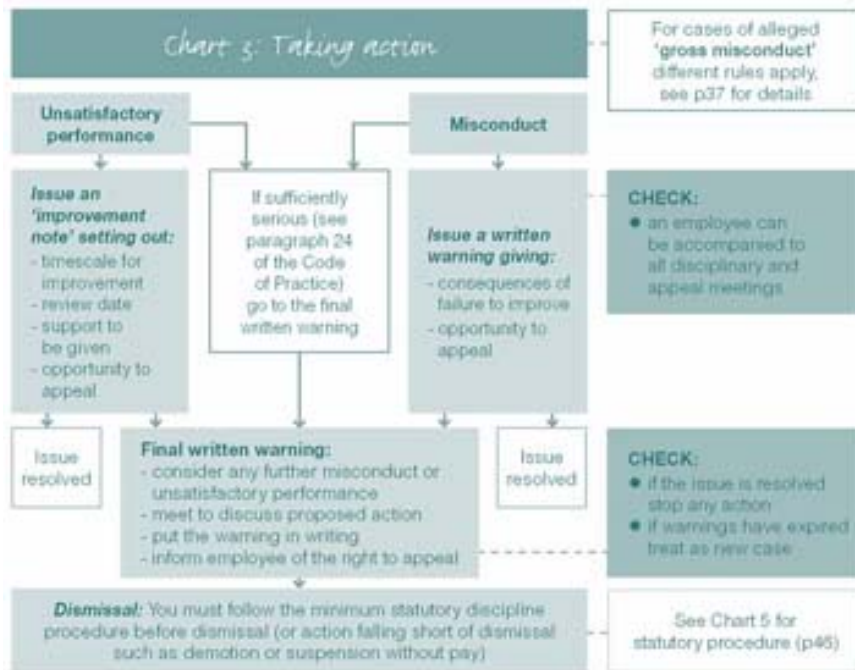 Chart 3: Taking action
For cases of alleged
'gross misconduct'
different rules apply,
see p37 for details
Unsatisfactory
performance
Misconduct
Issue an
'improvement
note' setting out:
- timescale for
improvement
- review date
- support to
be given
- opportunity to
appeal
If sufficiently
serious (see
paragraph 24
of the Code
of Practice)
go to the final
written warning
Issue a written
warning giving:
- consequences of
failure to improve
- opportunity to
appeal
CHECK:
● an employee can
be accompanied to
all disciplinary and
appeal meetings
Issue
resolved
Final written warning:
- consider any further misconduct or
unsatisfactory performance
- meet to discuss proposed action
- put the warning in writing
- inform employee of the right to appeal
Issue
resolved
CHECK:
● if the issue is resolved
stop any action
● if warnings have expired
treat as new case
Dismissal: You must follow the minimum statutory discipline
procedure before dismissal (or action falling short of dismissal
such as demotion or suspension without pay)
See Chart 5 for
statutory procedure (p46)